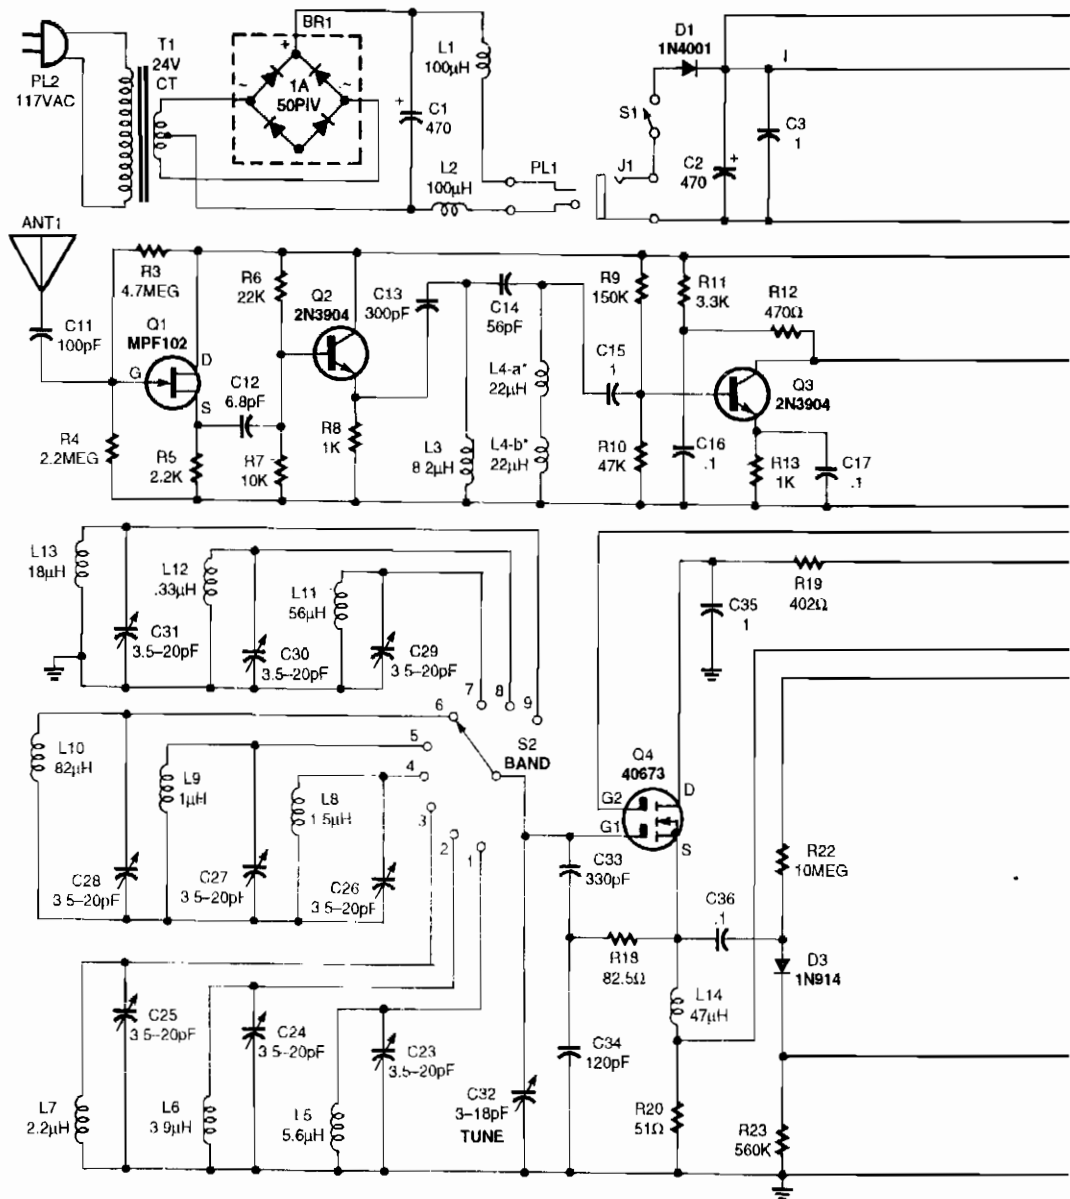 PL2
117VAC
T1
24V
CT
BR1
+
~
~
1A
50PIV
+
C1
470
L1
100µH
L2
100µH
PL1
D1
1N4001
S1
J1
C2
470
+
C3
1
ANT1
C11
100pF
R3
4.7MEG
Q1
MPF102
G
D
S
R4
2.2MEG
R5
2.2K
C12
6.8pF
R6
22K
R7
10K
Q2
2N3904
R8
1K
C13
300pF
L3
8 2µH
C14
56pF
L4-a*
22µH
L4-b*
22µH
C15
1
R9
150K
R10
47K
R11
3.3K
C16
.1
R12
470Ω
Q3
2N3904
R13
1K
C17
.1
L13
18µH
C31
3.5–20pF
L12
.33µH
C30
3.5–20pF
L11
56µH
C29
3 5–20pF
7
8
9
6
5
4
3
2
1
S2
BAND
L10
82µH
C28
3 5–20pF
L9
1µH
C27
3 5–20pF
L8
1 5µH
C26
3 5–20pF
L7
2.2µH
C25
3 5–20pF
L6
3 9µH
C24
3 5–20pF
L5
5.6µH
C23
3.5–20pF
C32
3–18pF
TUNE
C33
330pF
C34
120pF
Q4
40673
G2
G1
D
S
C35
1
R19
402Ω
R18
82.5Ω
C36
.1
L14
47µH
R20
51Ω
R22
10MEG
D3
1N914
R23
560K